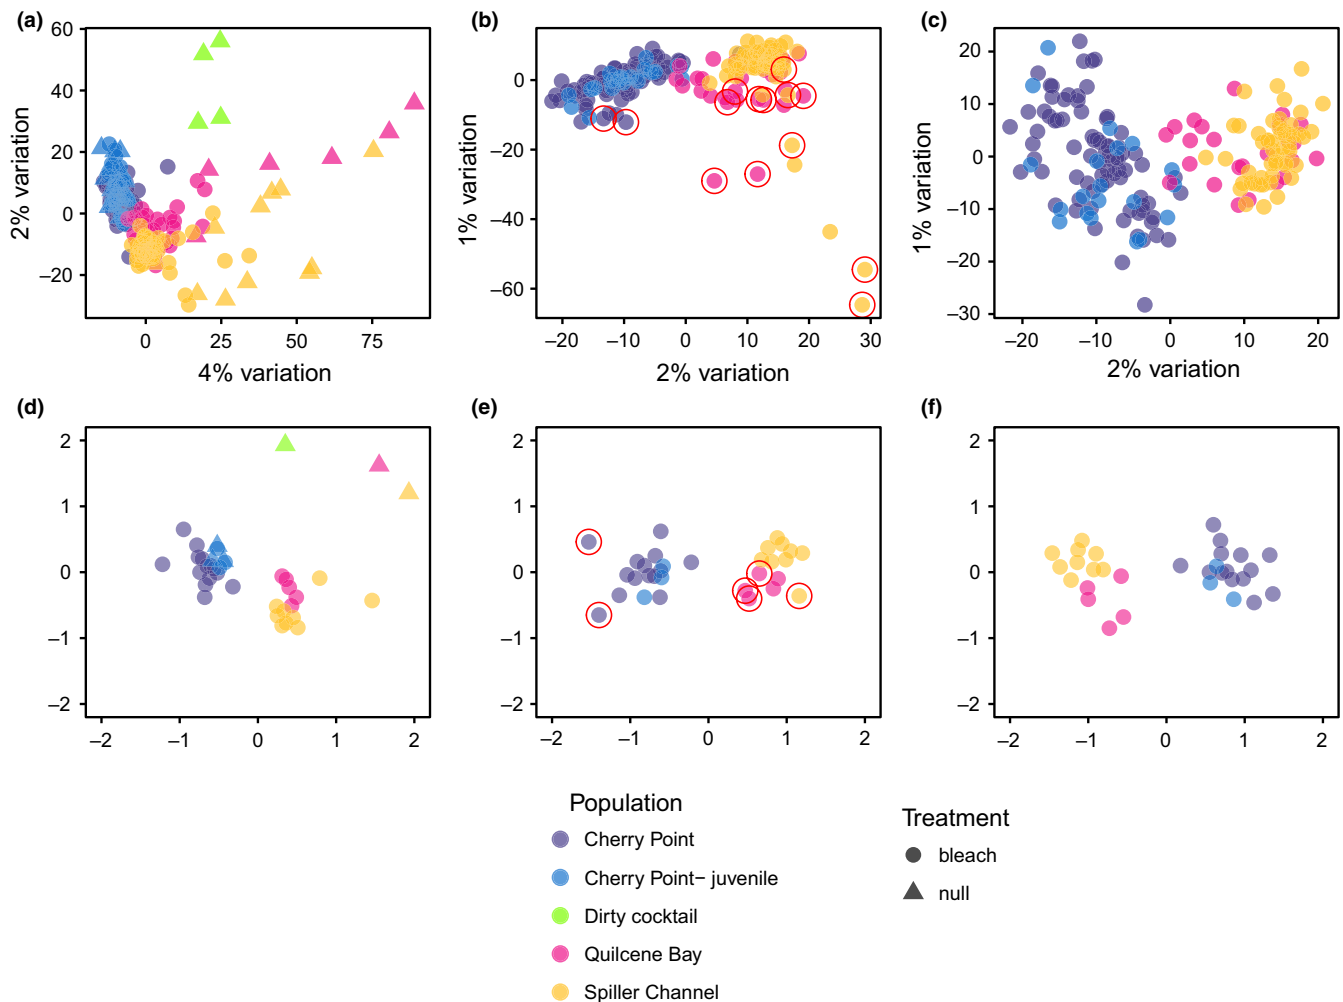 (a)
60
40
20
0
−20
2% variation
0
25
50
75
4% variation
(b)
0
−20
−40
−60
1% variation
−20
−10
0
10
20
30
2% variation
(c)
20
10
0
−10
−20
−30
1% variation
−20
−10
0
10
20
2% variation
(d)
2
1
0
−1
−2
−2
−1
0
1
2
(e)
2
1
0
−1
−2
−2
−1
0
1
2
(f)
2
1
0
−1
−2
−2
−1
0
1
2
Population
Cherry Point
Cherry Point− juvenile
Dirty cocktail
Quilcene Bay
Spiller Channel
Treatment
bleach
null